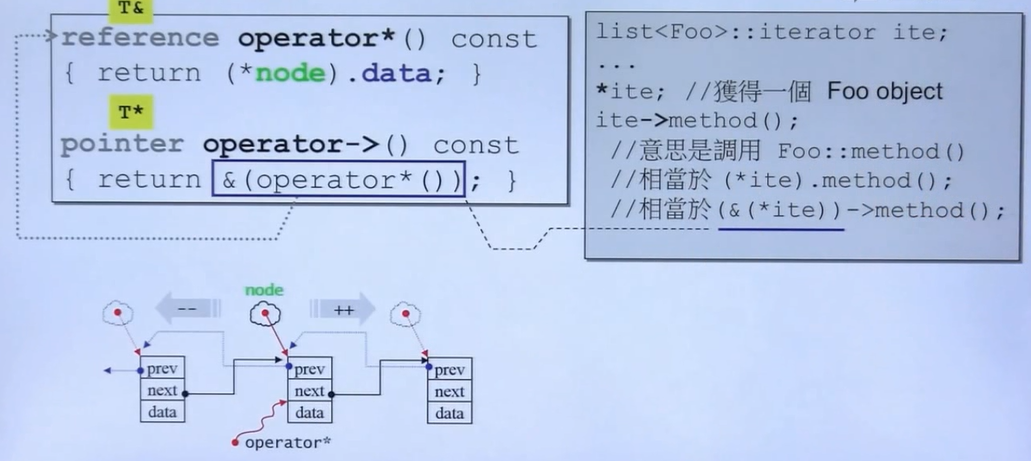 T&
reference operator*() const
{ return (*node).data; }
T*
pointer operator->() const
{ return &(operator*()); }
list<Foo>::iterator ite;
...
*ite; //獲得一個 Foo object
ite->method();
//意思是調用 Foo::method()
//相當於 (*ite).method();
//相當於(&(*ite))->method();
node
-- ++
prev prev prev
next next next
data data data
operator*